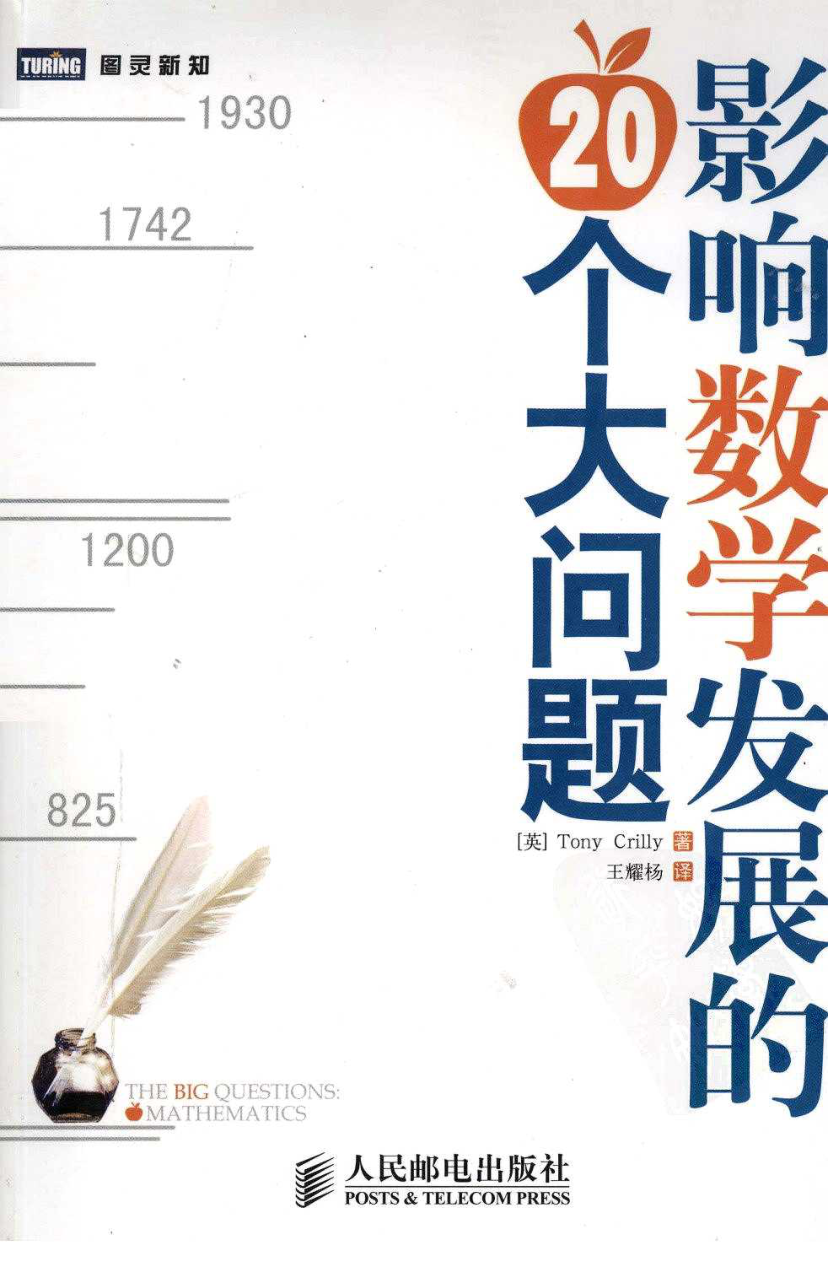 TURING 图灵新知
影响数学发展的
20个大问题
[英] Tony Crilly 著
王耀杨 译
1930
1742
1200
825
THE BIG QUESTIONS:
MATHEMATICS
人民邮电出版社
POSTS & TELECOM PRESS